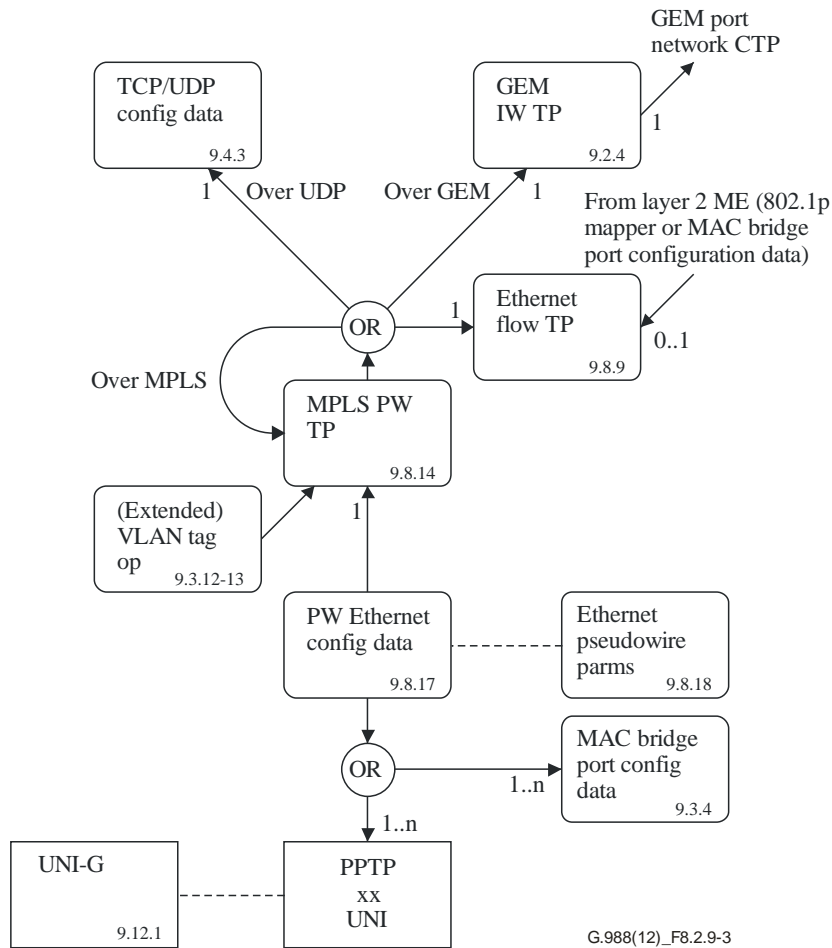 GEM port
network CTP
TCP/UDP
config data
9.4.3
GEM
IW TP
9.2.4
1
1
Over UDP
Over GEM
1
From layer 2 ME (802.1p
mapper or MAC bridge
port configuration data)
Ethernet
flow TP
9.8.9
1
0..1
OR
Over MPLS
MPLS PW
TP
9.8.14
(Extended)
VLAN tag
op
9.3.12-13
1
PW Ethernet
config data
9.8.17
Ethernet
pseudowire
parms
9.8.18
MAC bridge
port config
data
9.3.4
OR
1..n
1..n
UNI-G
9.12.1
PPTP
xx
UNI
G.988(12)_F8.2.9-3